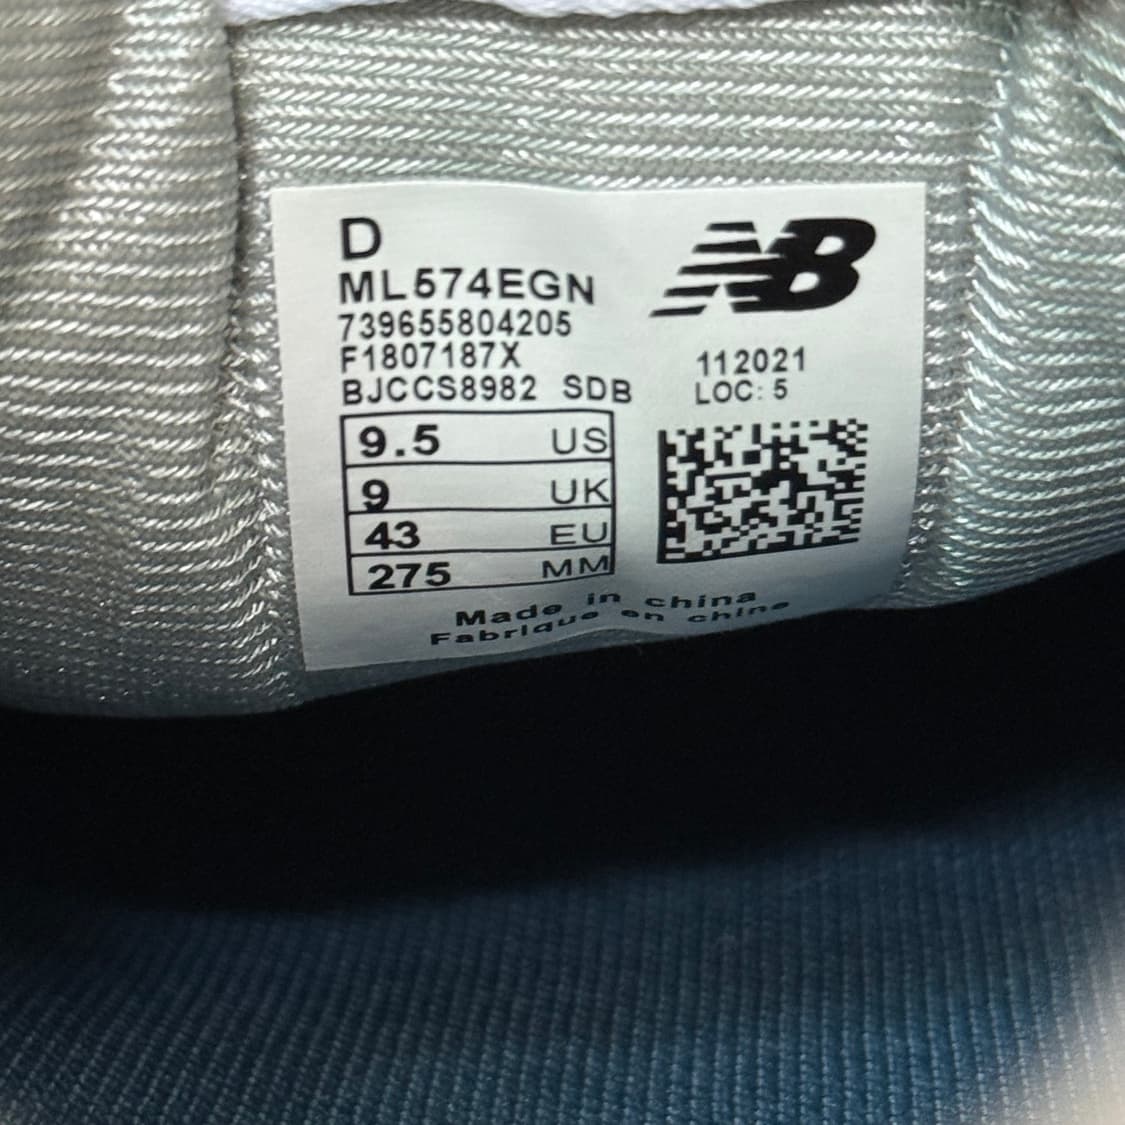 D
ML574EGN
739655804205
F1807187X
BJCCS8982 SDB
NB
112021
LOC: 5
9.5 US
9 UK
43 EU
275 MM
Made in china
Fabrique en chine